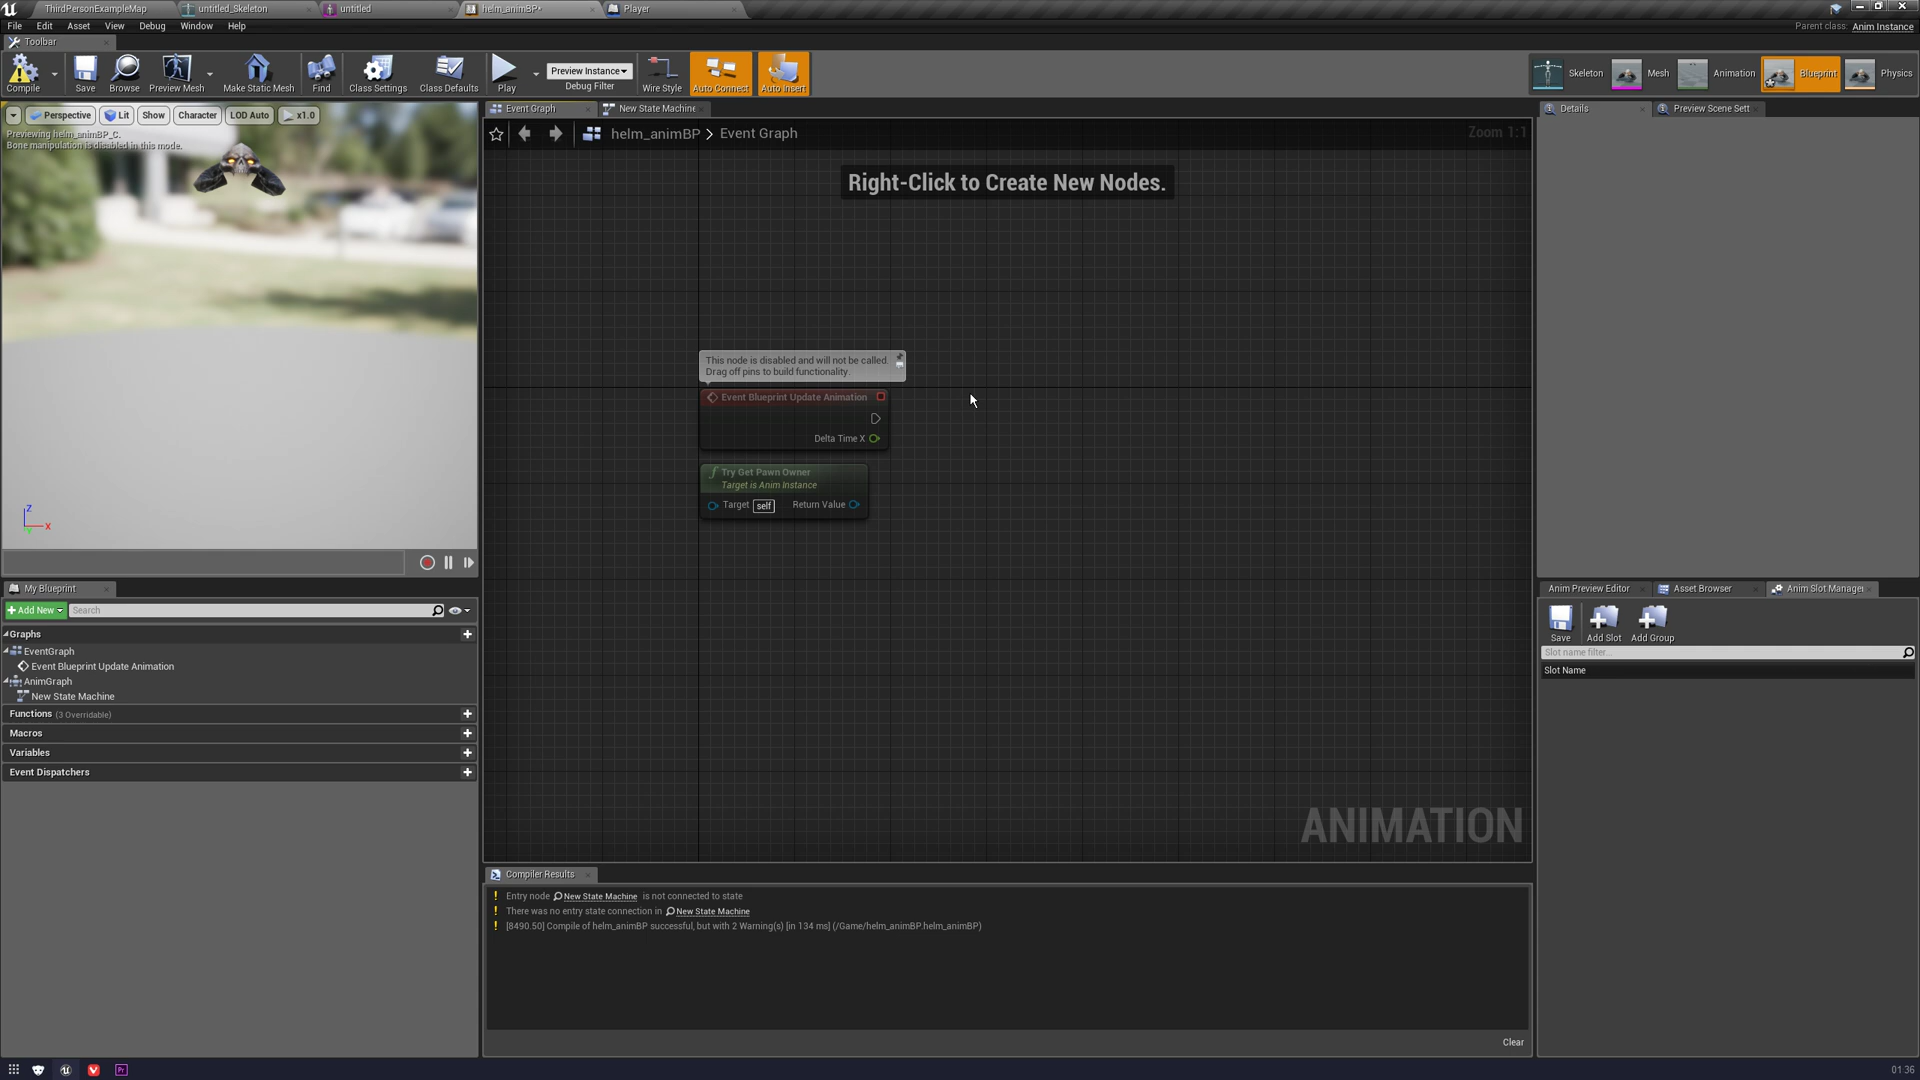 ThirdPersonExampleMap
untitled_Skeleton
untitled
helm_animBP*
Player
File Edit Asset View Debug Window Help
Parent class: Anim Instance
Toolbar
Compile
Save
Browse
Preview Mesh
Make Static Mesh
Find
Class Settings
Class Defaults
Play
Preview Instance
Debug Filter
Wire Style
Auto Connect
Auto Insert
Skeleton
Mesh
Animation
Blueprint
Physics
Perspective
Lit
Show
Character
LOD Auto
x1.0
Previewing helm_animBP_C.
Bone manipulation is disabled in this mode.
Z
X
Event Graph
New State Machine
helm_animBP > Event Graph
Zoom 1:1
Right-Click to Create New Nodes.
This node is disabled and will not be called.
Drag off pins to build functionality.
Event Blueprint Update Animation
Delta Time X
f Try Get Pawn Owner
Target is Anim Instance
Target self Return Value
ANIMATION
Details
Preview Scene Sett
My Blueprint
Add New
Search
Graphs
EventGraph
Event Blueprint Update Animation
AnimGraph
New State Machine
Functions (3 Overridable)
Macros
Variables
Event Dispatchers
Compiler Results
! Entry node New State Machine is not connected to state
! There was no entry state connection in New State Machine
! [8490.50] Compile of helm_animBP successful, but with 2 Warning(s) [in 134 ms] (/Game/helm_animBP.helm_animBP)
Clear
Anim Preview Editor
Asset Browser
Anim Slot Manager
Save
Add Slot
Add Group
Slot name filter...
Slot Name
Pr
01:36